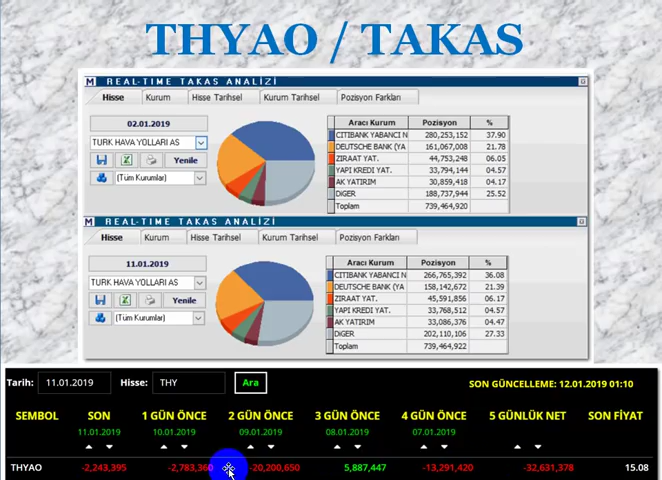 THYAO / TAKAS
REAL-TIME TAKAS ANALİZİ
Hisse Kurum Hisse Tarihsel Kurum Tarihsel Pozisyon Farkları
02.01.2019
TURK HAVA YOLLARI AS
Yenile
(Tüm Kurumlar)
Aracı Kurum Pozisyon %
CITIBANK YABANCI N 280,253,152 37.90
DEUTSCHE BANK (YA 161,067,008 21.78
ZIRAAT YAT. 44,753,248 06.05
YAPI KREDI YAT. 33,794,144 04.57
AK YATIRIM 30,859,418 04.17
DiGER 188,737,944 25.52
Toplam 739,464,920
REAL-TIME TAKAS ANALİZİ
Hisse Kurum Hisse Tarihsel Kurum Tarihsel Pozisyon Farkları
11.01.2019
TURK HAVA YOLLARI AS
Yenile
(Tüm Kurumlar)
Aracı Kurum Pozisyon %
CITIBANK YABANCI N 266,765,392 36.08
DEUTSCHE BANK (YA 158,142,672 21.39
ZIRAAT YAT. 45,591,856 06.17
YAPI KREDI YAT. 33,768,512 04.57
AK YATIRIM 33,086,376 04.47
DiGER 202,110,106 27.33
Toplam 739,464,922
Tarih: 11.01.2019 Hisse: THY Ara SON GÜNCELLEME: 12.01.2019 01:10
SEMBOL SON 1 GÜN ÖNCE 2 GÜN ÖNCE 3 GÜN ÖNCE 4 GÜN ÖNCE 5 GÜNLÜK NET SON FİYAT
11.01.2019 10.01.2019 09.01.2019 08.01.2019 07.01.2019
THYAO -2,243,395 -2,783,360 -20,200,650 5,887,447 -13,291,420 -32,631,378 15.08